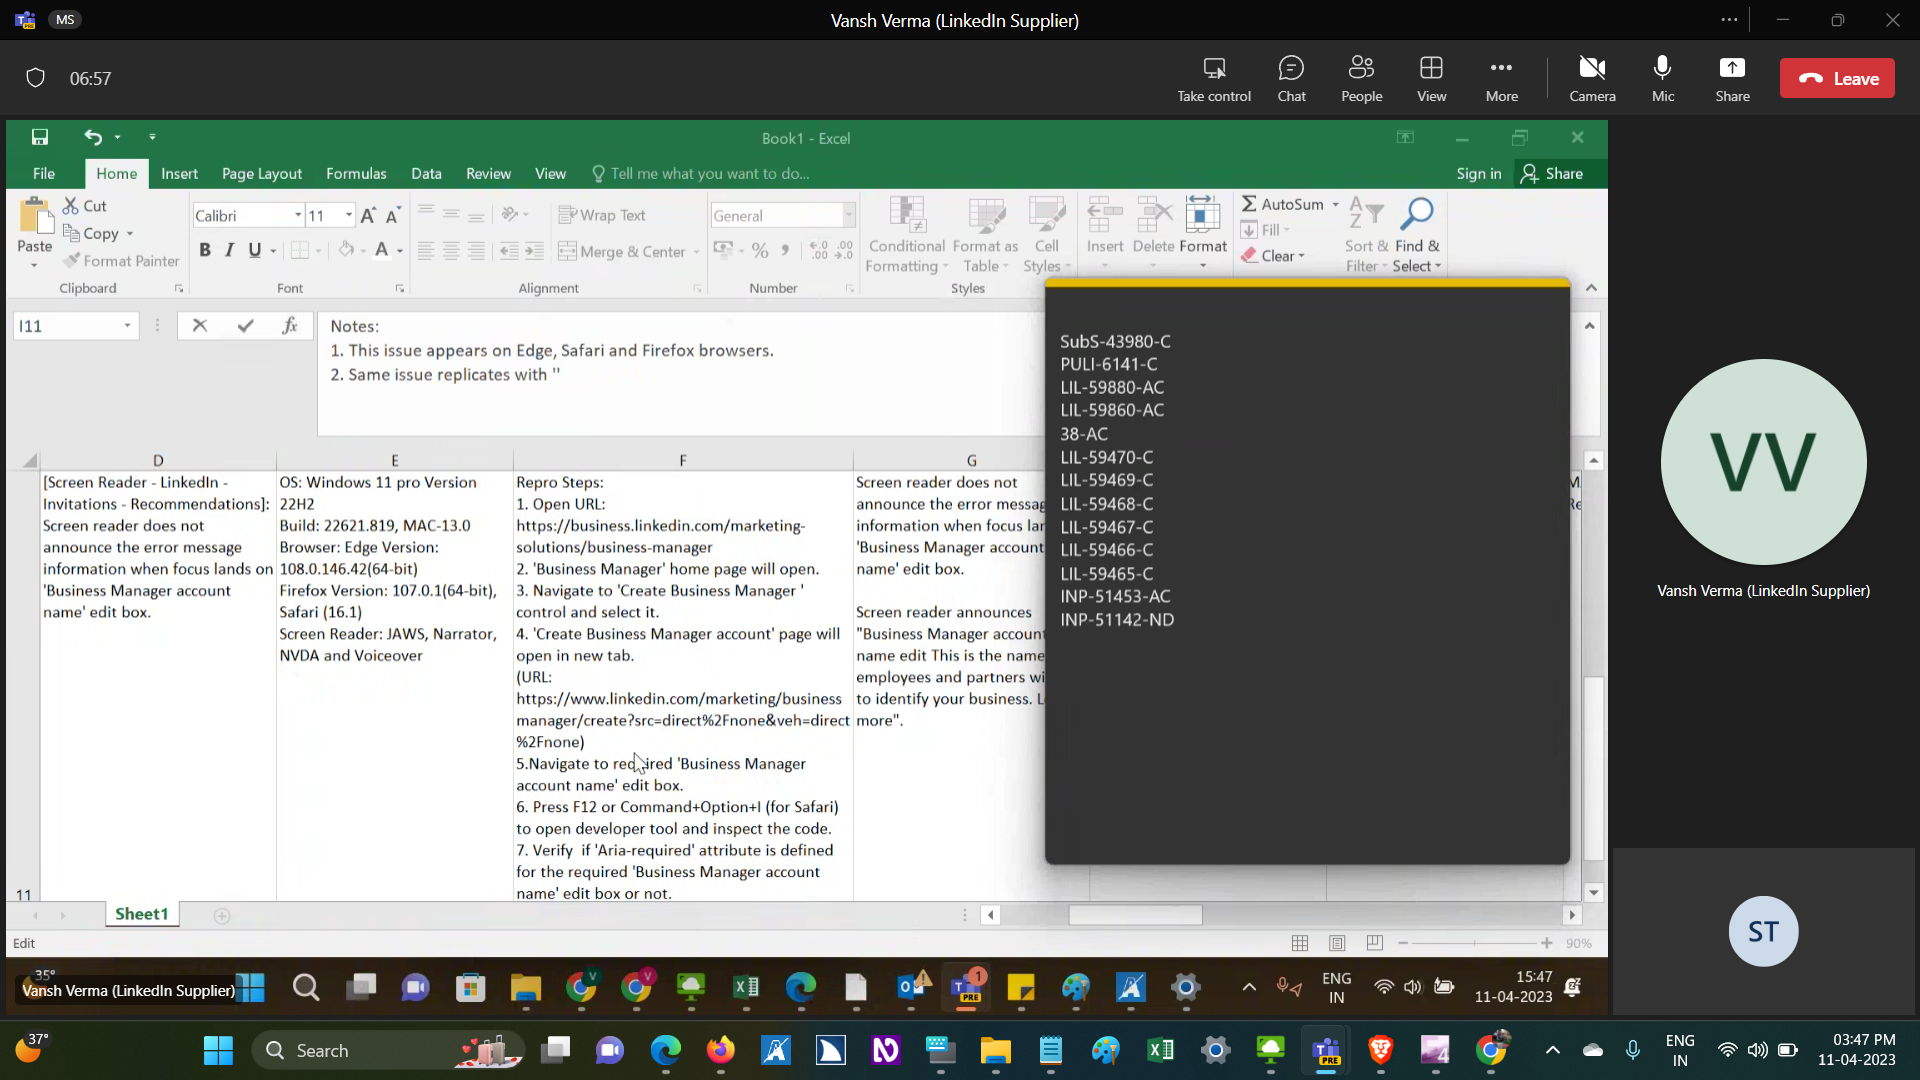 MS
Vansh Verma (LinkedIn Supplier)
06:57
Take control
Chat
People
View
More
Camera
Mic
Share
Leave
Book1 - Excel
File
Home
Insert
Page Layout
Formulas
Data
Review
View
Tell me what you want to do...
Sign in
Share
Paste
Cut
Copy
Format Painter
Clipboard
Calibri
11
B I U
Font
Wrap Text
Merge & Center
Alignment
General
Number
Conditional
Formatting
Format as
Table
Cell
Styles
Styles
Insert
Delete
Format
AutoSum
Fill
Clear
Sort &
Filter
Find &
Select
I11
fx
Notes:
1. This issue appears on Edge, Safari and Firefox browsers.
2. Same issue replicates with ''
D
E
F
G
[Screen Reader - LinkedIn -
Invitations - Recommendations]:
Screen reader does not
announce the error message
information when focus lands on
'Business Manager account
name' edit box.
OS: Windows 11 pro Version
22H2
Build: 22621.819, MAC-13.0
Browser: Edge Version:
108.0.146.42(64-bit)
Firefox Version: 107.0.1(64-bit),
Safari (16.1)
Screen Reader: JAWS, Narrator,
NVDA and Voiceover
Repro Steps:
1. Open URL:
https://business.linkedin.com/marketing-
solutions/business-manager
2. 'Business Manager' home page will open.
3. Navigate to 'Create Business Manager '
control and select it.
4. 'Create Business Manager account' page will
open in new tab.
(URL:
https://www.linkedin.com/marketing/business
manager/create?src=direct%2Fnone&veh=direct
%2Fnone)
5.Navigate to required 'Business Manager
account name' edit box.
6. Press F12 or Command+Option+I (for Safari)
to open developer tool and inspect the code.
7. Verify  if 'Aria-required' attribute is defined
for the required 'Business Manager account
name' edit box or not.
Screen reader does not
announce the error
information when focus
'Business Manager account
name' edit box.
Screen reader announces
"Business Manager account
name edit This is the name
employees and partners
to identify your business.
more".
11
SubS-43980-C
PULI-6141-C
LIL-59880-AC
LIL-59860-AC
38-AC
LIL-59470-C
LIL-59469-C
LIL-59468-C
LIL-59467-C
LIL-59466-C
LIL-59465-C
INP-51453-AC
INP-51142-ND
VV
Vansh Verma (LinkedIn Supplier)
ST
Sheet1
Edit
90%
35°
Vansh Verma (LinkedIn Supplier)
ENG
IN
15:47
11-04-2023
37°
Search
ENG
IN
03:47 PM
11-04-2023